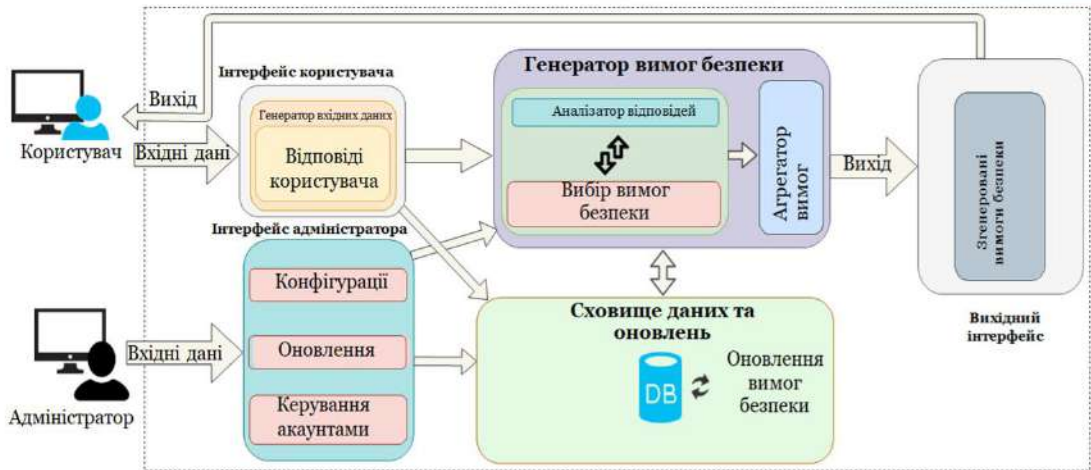 Користувач
Вихід
Вхідні дані
Інтерфейс користувача
Генератор вхідних даних
Відповіді
користувача
Інтерфейс адміністратора
Конфігурації
Оновлення
Керування
акаунтами
Адміністратор
Вхідні дані
Генератор вимог безпеки
Аналізатор відповідей
Вибір вимог
безпеки
Агрегатор
вимог
Вихід
Сховище даних та
оновлень
DB
Оновлення
вимог
безпеки
Згенеровані
вимоги безпеки
Вихідний
інтерфейс